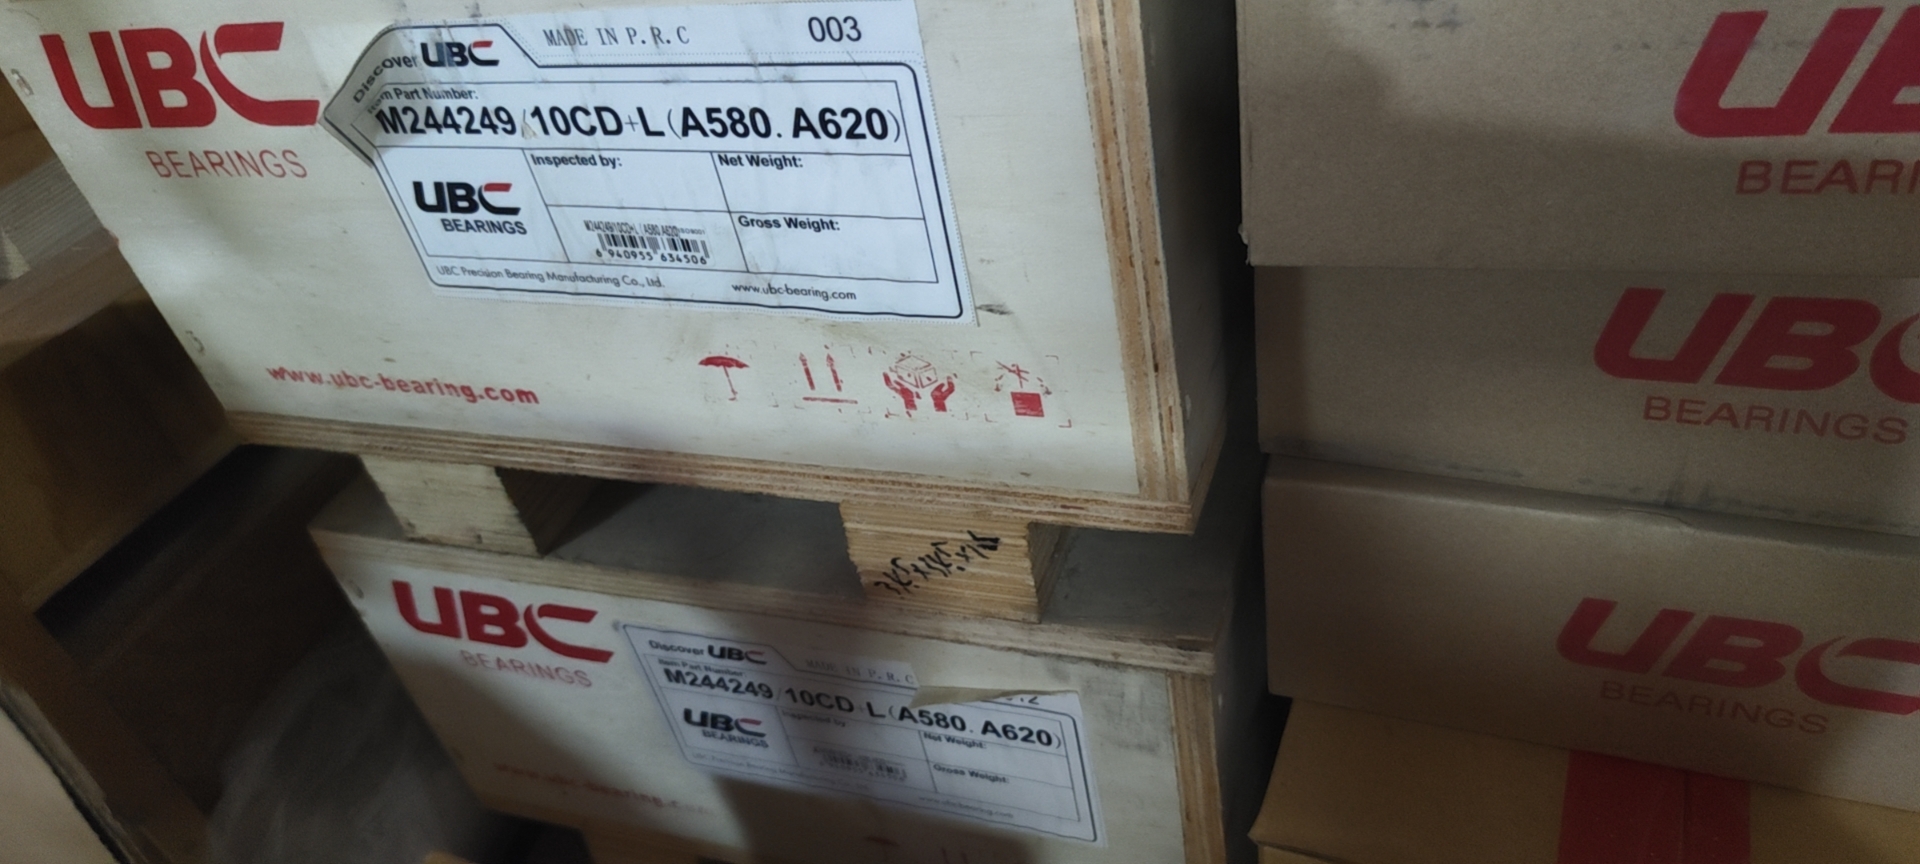 UBC
BEARINGS
Discover UBC
MADE IN P.R.C
003
Item Part Number:
M244249/10CD+L(A580.A620)
UBC
BEARINGS
Inspected by:
Net Weight:
Gross Weight:
6 940955 634506
UBC Precision Bearing Manufacturing Co., Ltd.
www.ubc-bearing.com
www.ubc-bearing.com
UBC
BEARINGS
Discover UBC
MADE IN P.R.C
Item Part Number
M244249/10CD+L(A580.A620)
UBC
BEARINGS
Inspected by:
Net Weight:
Gross Weight:
UB
BEARI
UBC
BEARINGS
UBC
BEARINGS